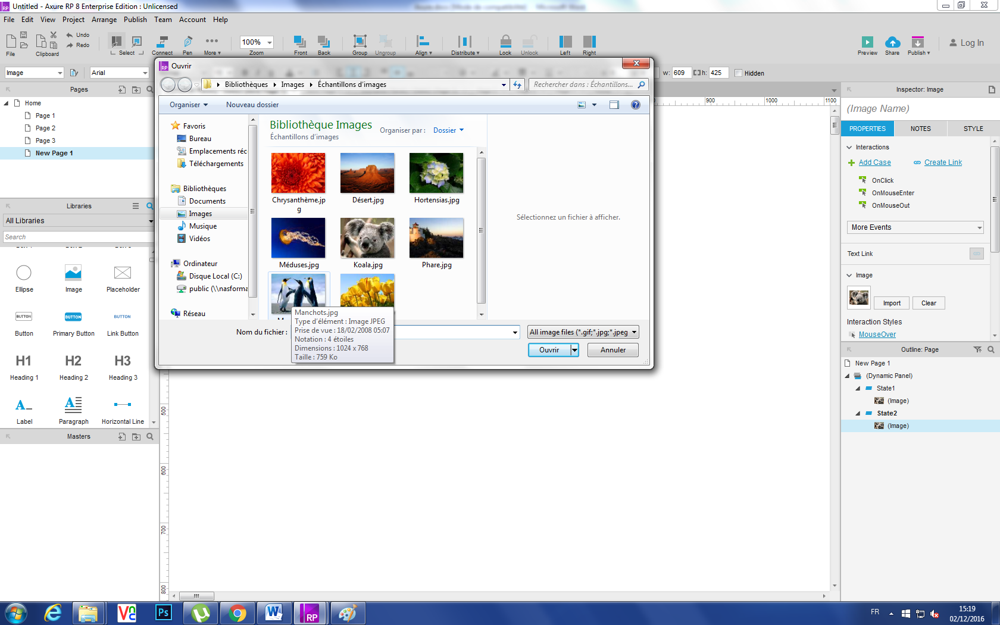 Untitled - Axure RP 8 Enterprise Edition : Unlicensed
File Edit View Project Arrange Publish Team Account Help
Undo
Redo
100%
File Clipboard Select Connect Pen More Zoom Front Back Group Ungroup Align Distribute Lock Unlock Left Right Preview Share Publish
Log In
Image Arial
w: 609 h: 425 Hidden
Pages
Home
Page 1
Page 2
Page 3
New Page 1
Libraries
All Libraries
Search
Ellipse Image Placeholder
BUTTON BUTTON BUTTON
Button Primary Button Link Button
H1 H2 H3
Heading 1 Heading 2 Heading 3
A A
Label Paragraph Horizontal Line
Masters
RP Ouvrir
Bibliothèques Images Échantillons d'images
Rechercher dans : Échantillons...
Organiser Nouveau dossier
Favoris
Bureau
Emplacements réc
Téléchargements
Bibliothèques
Documents
Images
Musique
Vidéos
Ordinateur
Disque Local (C:)
public (\\nasforma
Réseau
Bibliothèque Images
Échantillons d'images
Organiser par : Dossier
Chrysanthème.jp
g
Désert.jpg
Hortensias.jpg
Méduses.jpg
Koala.jpg
Phare.jpg
Manchots.jpg
Type d'élément : Image JPEG
Prise de vue : 18/02/2008 05:07
Notation : 4 étoiles
Dimensions : 1024 x 768
Taille : 759 Ko
Sélectionnez un fichier à afficher.
Nom du fichier :
All image files (*.gif;*.jpg;*.jpeg
Ouvrir Annuler
900 1000 1100
500
600
700
800
Inspector: Image
(Image Name)
PROPERTIES NOTES STYLE
Interactions
Add Case Create Link
OnClick
OnMouseEnter
OnMouseOut
More Events
Text Link
Image
Import Clear
Interaction Styles
MouseOver
Outline: Page
New Page 1
(Dynamic Panel)
State1
(Image)
State2
(Image)
Ps
W
RP
FR
15:19
02/12/2016